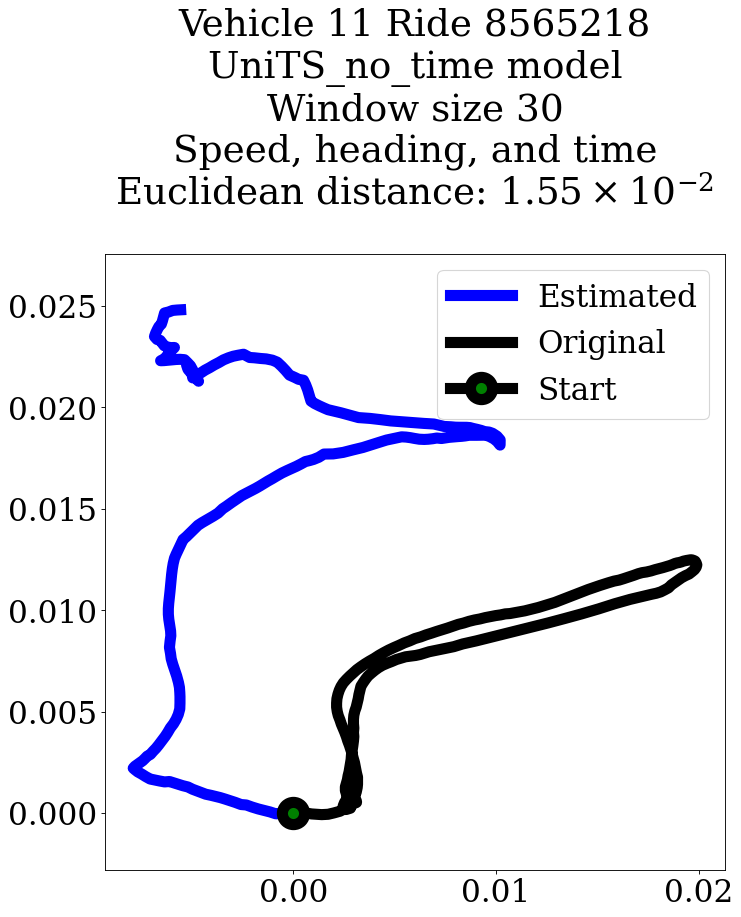 Vehicle 11 Ride 8565218
UniTS_no_time model
Window size 30
Speed, heading, and time
Euclidean distance: 1.55 × 10⁻²
Estimated
Original
Start
0.025
0.020
0.015
0.010
0.005
0.000
0.00 0.01 0.02